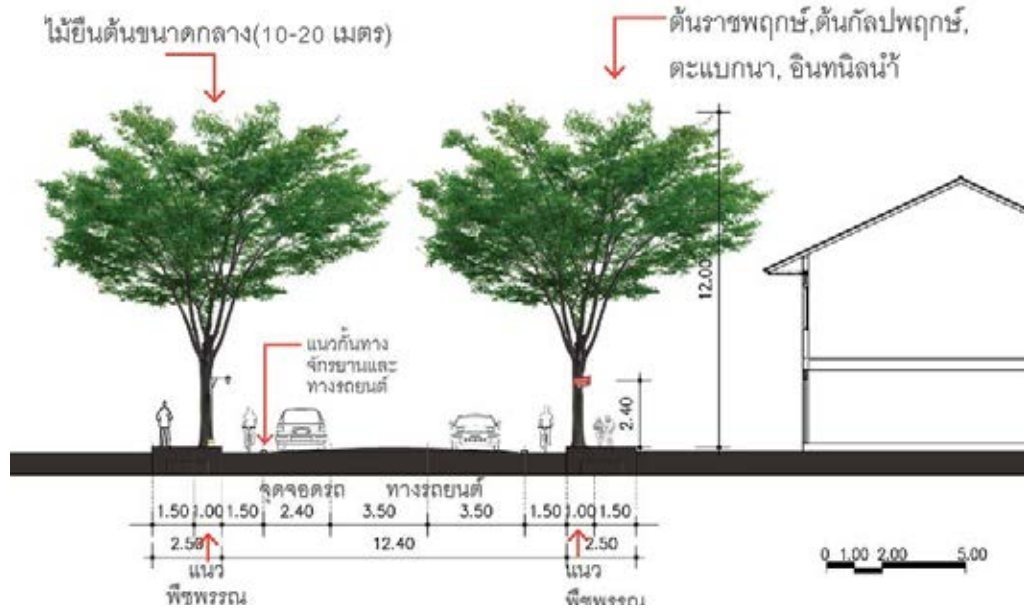 ไม้ยืนต้นขนาดกลาง(10-20 เมตร)
ต้นราชพฤกษ์,ต้นกัลปพฤกษ์,
ตะแบกนา, อินทนิลนํ้า
12.00
แนวกั้นทาง
จักรยานและ
ทางรถยนต์
2.40
จุดจอดรถ
ทางรถยนต์
1.50 1.00 1.50 2.40 3.50 3.50 1.50 1.00 1.50
2.50 12.40 2.50
แนว
พืชพรรณ
แนว
พืชพรรณ
0 1.00 2.00 5.00